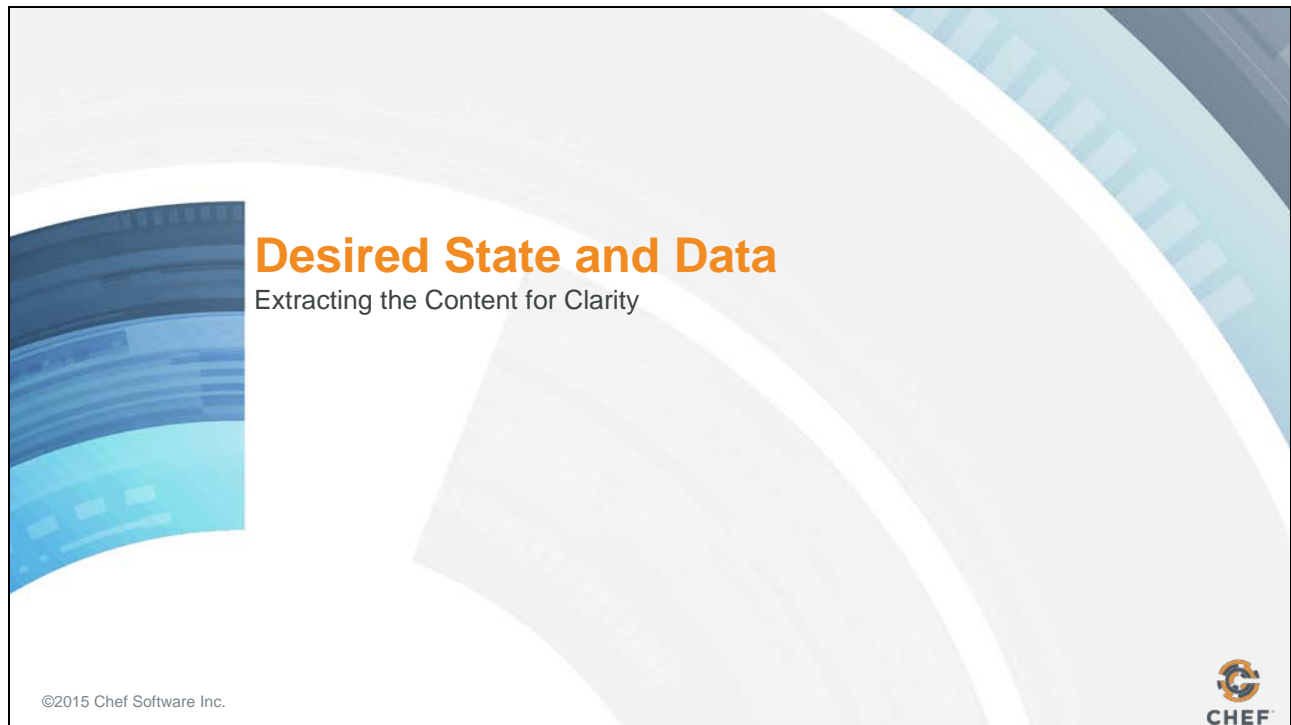 Desired State and Data
Extracting the Content for Clarity
©2015 Chef Software Inc.
CHEF